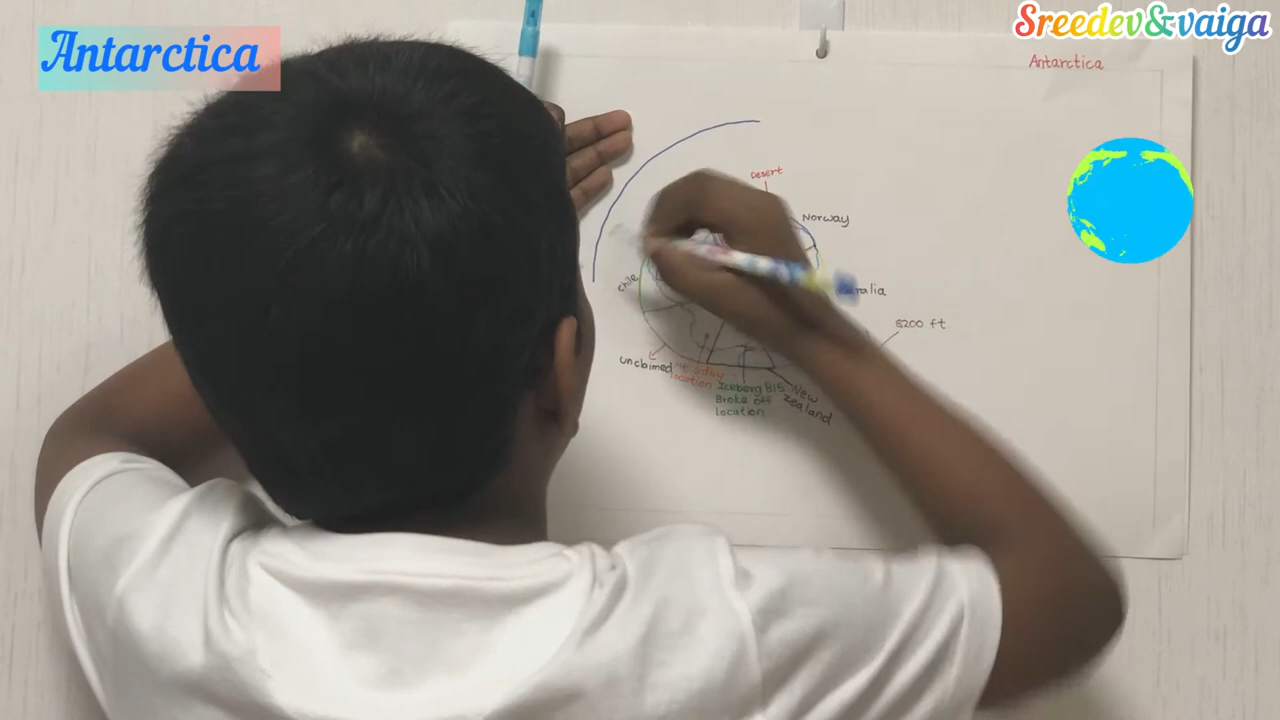 Antarctica
Sreedev&vaiga
Antarctica
Desert
Norway
chile
8200 ft
unclaimed
location
Iceberg B15
Broke off
location
New
zealand